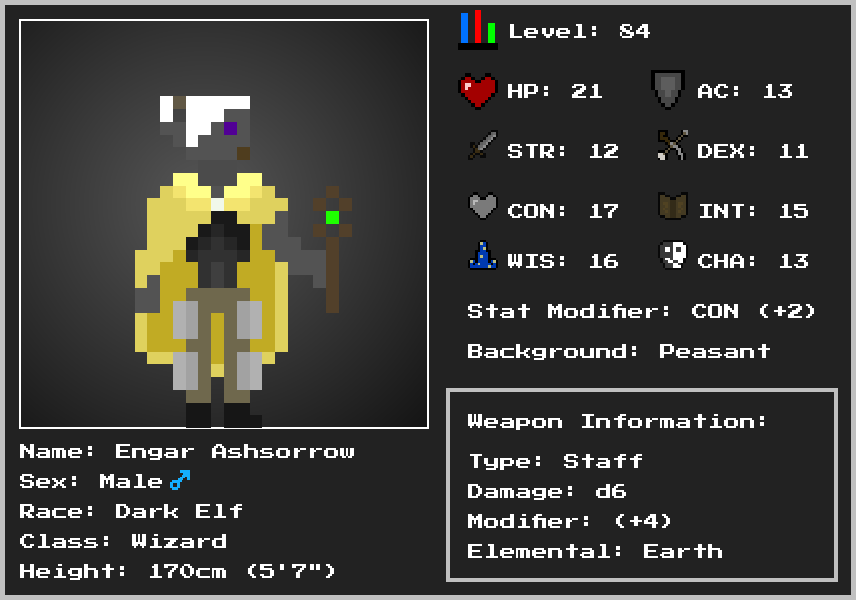 Level: 84
HP: 21 AC: 13
STR: 12 DEX: 11
CON: 17 INT: 15
WIS: 16 CHA: 13
Stat Modifier: CON (+2)
Background: Peasant
Weapon Information:
Type: Staff
Damage: d6
Modifier: (+4)
Elemental: Earth
Name: Engar Ashsorrow
Sex: Male♂
Race: Dark Elf
Class: Wizard
Height: 170cm (5'7")